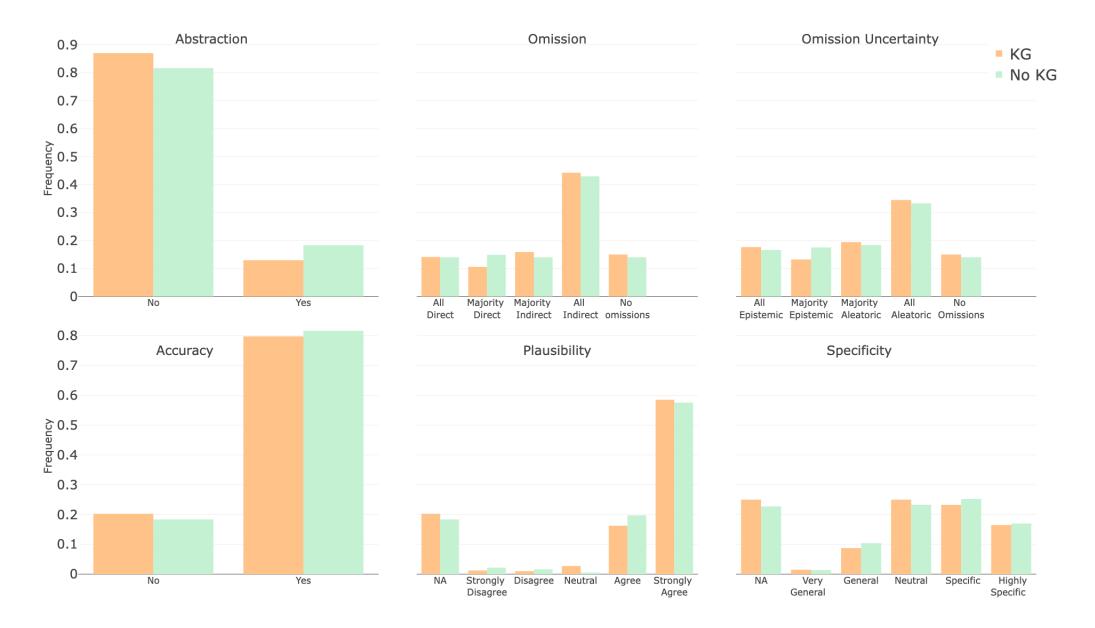 Abstraction
Omission
Omission Uncertainty
KG
No KG
Frequency
0.9
0.8
0.7
0.6
0.5
0.4
0.3
0.2
0.1
0
No
Yes
All Direct
Majority Direct
Majority Indirect
All Indirect
No omissions
All Epistemic
Majority Epistemic
Majority Aleatoric
All Aleatoric
No Omissions
Accuracy
Plausibility
Specificity
Frequency
0.8
0.7
0.6
0.5
0.4
0.3
0.2
0.1
0
No
Yes
NA
Strongly Disagree
Disagree
Neutral
Agree
Strongly Agree
NA
Very General
General
Neutral
Specific
Highly Specific